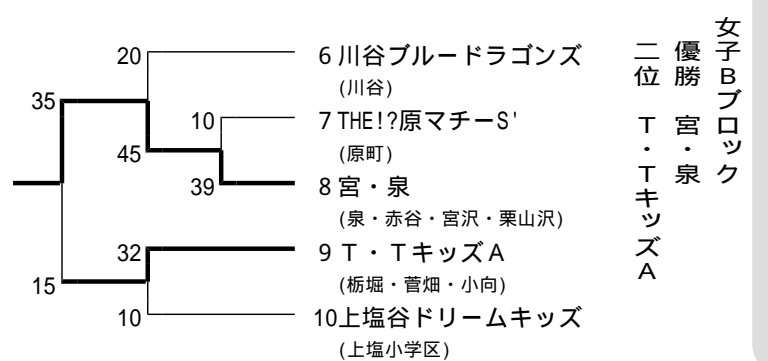 女子Bブロック
優勝 宮・泉
二位 T・TキッズA
20
6 川谷ブルードラゴンズ
(川谷)
35
10
7 THE!?原マチーS'
(原町)
45
39
8 宮・泉
(泉・赤谷・宮沢・栗山沢)
32
9 T・TキッズA
(栃堀・菅畑・小向)
15
10
10上塩谷ドリームキッズ
(上塩小学区)